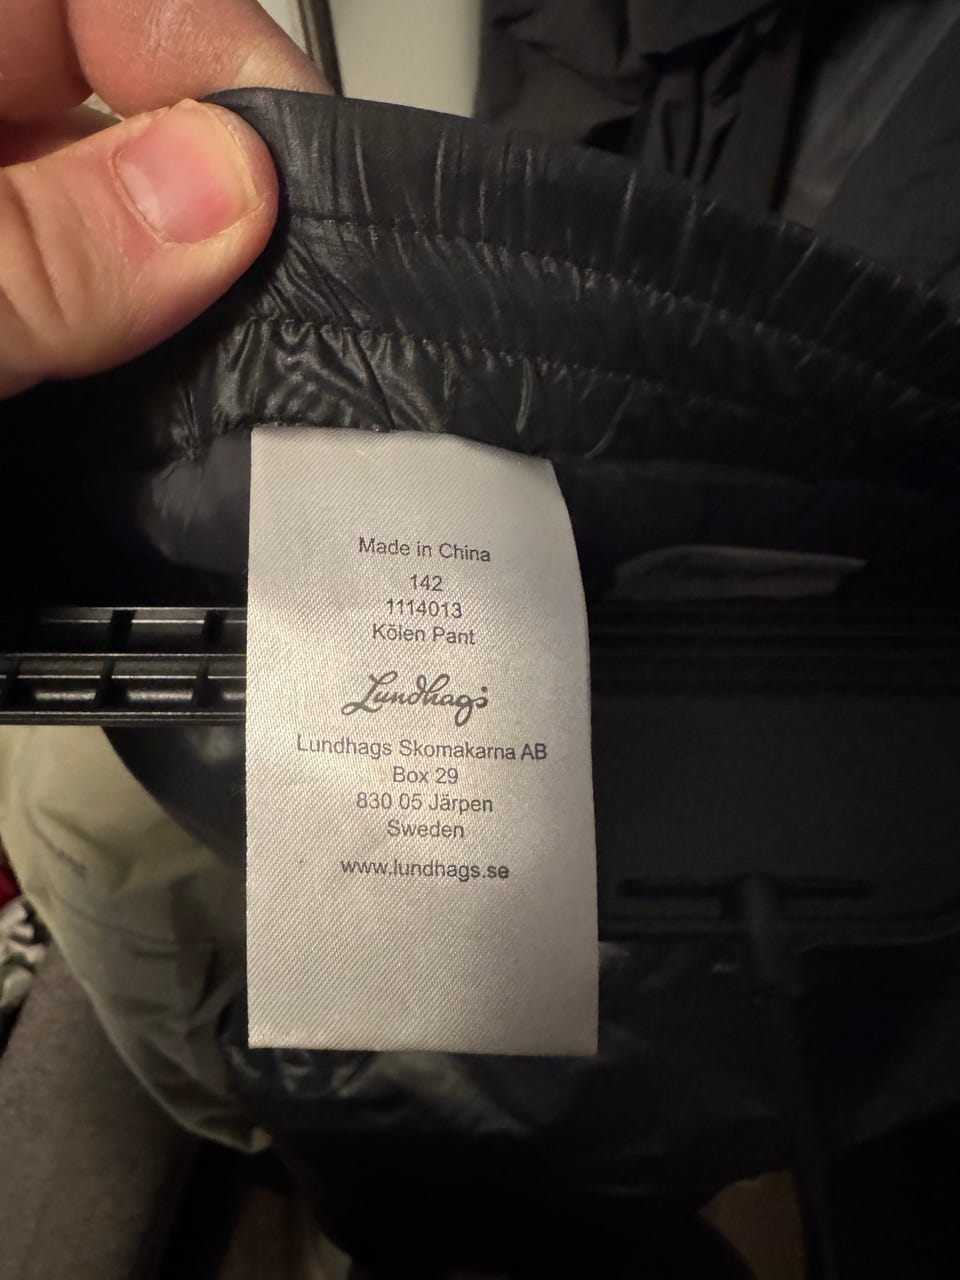 Made in China
142
1114013
Kölen Pant
Lundhags
Lundhags Skomakarna AB
Box 29
830 05 Järpen
Sweden
www.lundhags.se